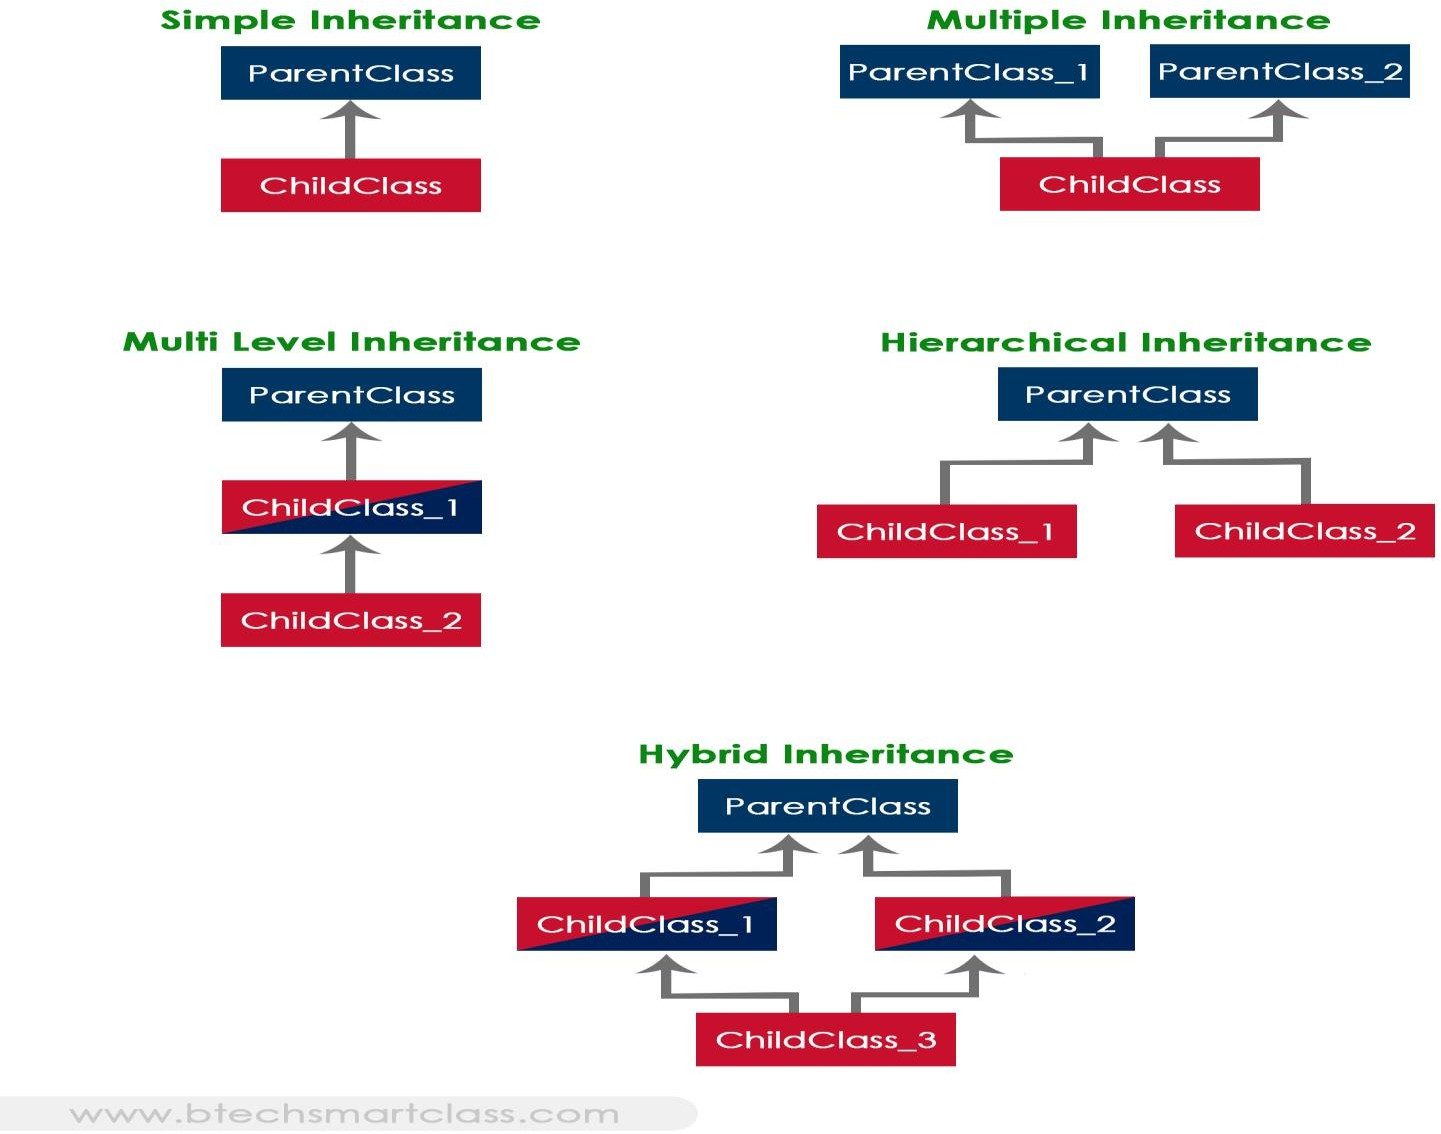 Simple Inheritance
ParentClass
ChildClass
Multiple Inheritance
ParentClass_1 ParentClass_2
ChildClass
Multi Level Inheritance
ParentClass
ChildClass_1
ChildClass_2
Hierarchical Inheritance
ParentClass
ChildClass_1 ChildClass_2
Hybrid Inheritance
ParentClass
ChildClass_1 ChildClass_2
ChildClass_3
www.btechsmartclass.com